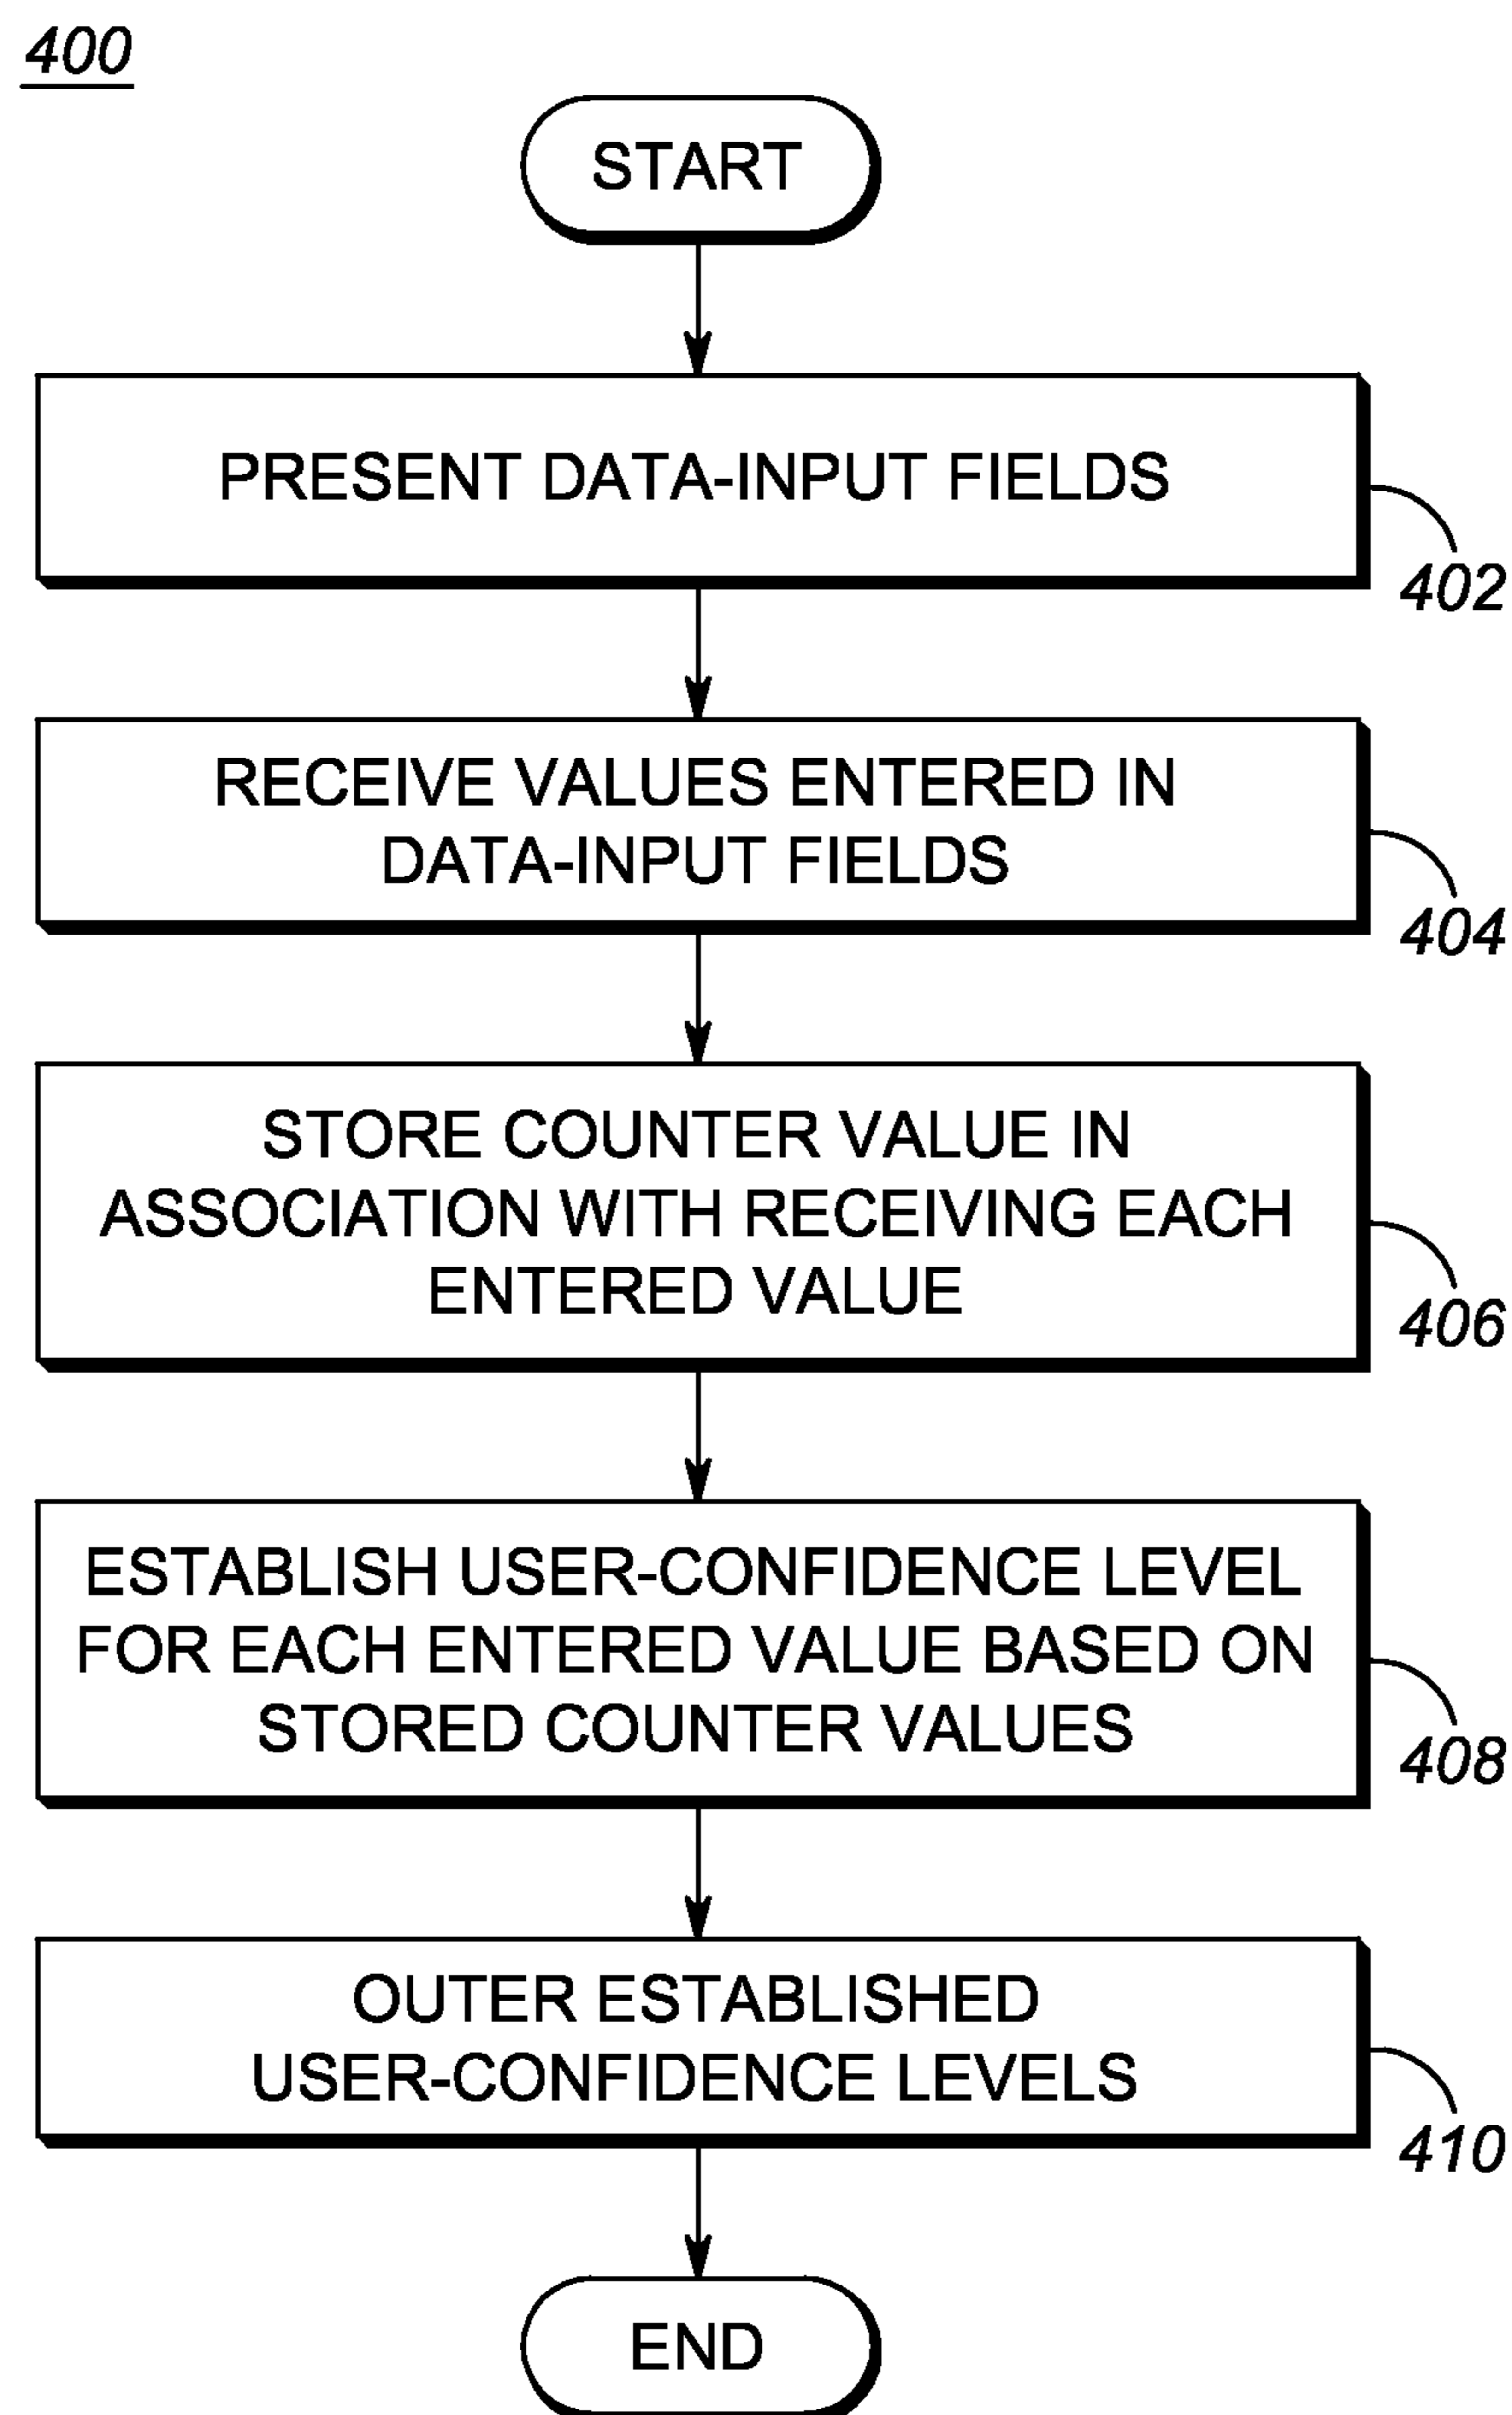 400
START
PRESENT DATA-INPUT FIELDS
402
RECEIVE VALUES ENTERED IN
DATA-INPUT FIELDS
404
STORE COUNTER VALUE IN
ASSOCIATION WITH RECEIVING EACH
ENTERED VALUE
406
ESTABLISH USER-CONFIDENCE LEVEL
FOR EACH ENTERED VALUE BASED ON
STORED COUNTER VALUES
408
OUTER ESTABLISHED
USER-CONFIDENCE LEVELS
410
END